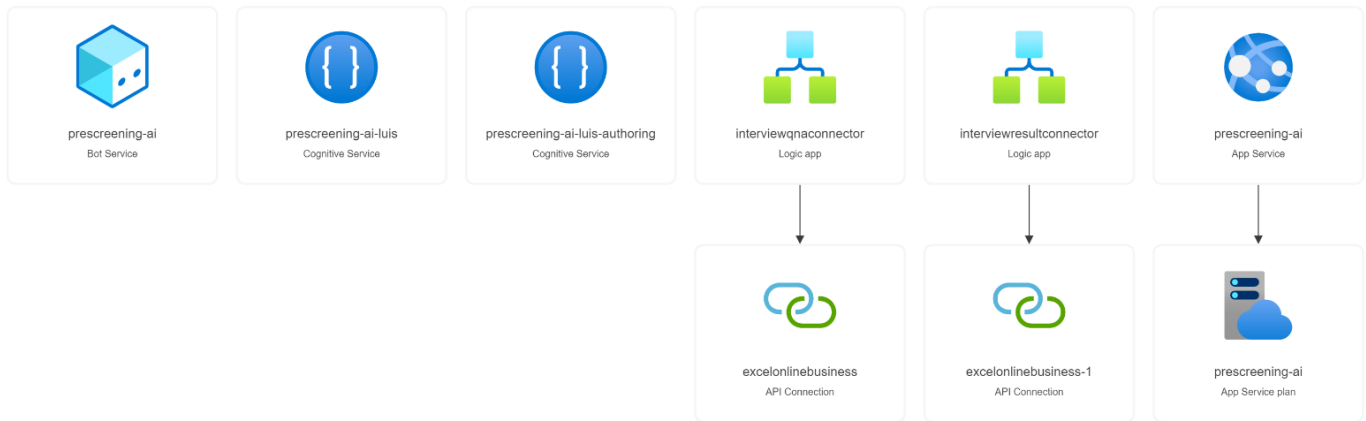 prescreening-ai
Bot Service
prescreening-ai-luis
Cognitive Service
prescreening-ai-luis-authoring
Cognitive Service
interviewqnaconnector
Logic app
interviewresultconnector
Logic app
prescreening-ai
App Service
excelonlinebusiness
API Connection
excelonlinebusiness-1
API Connection
prescreening-ai
App Service plan